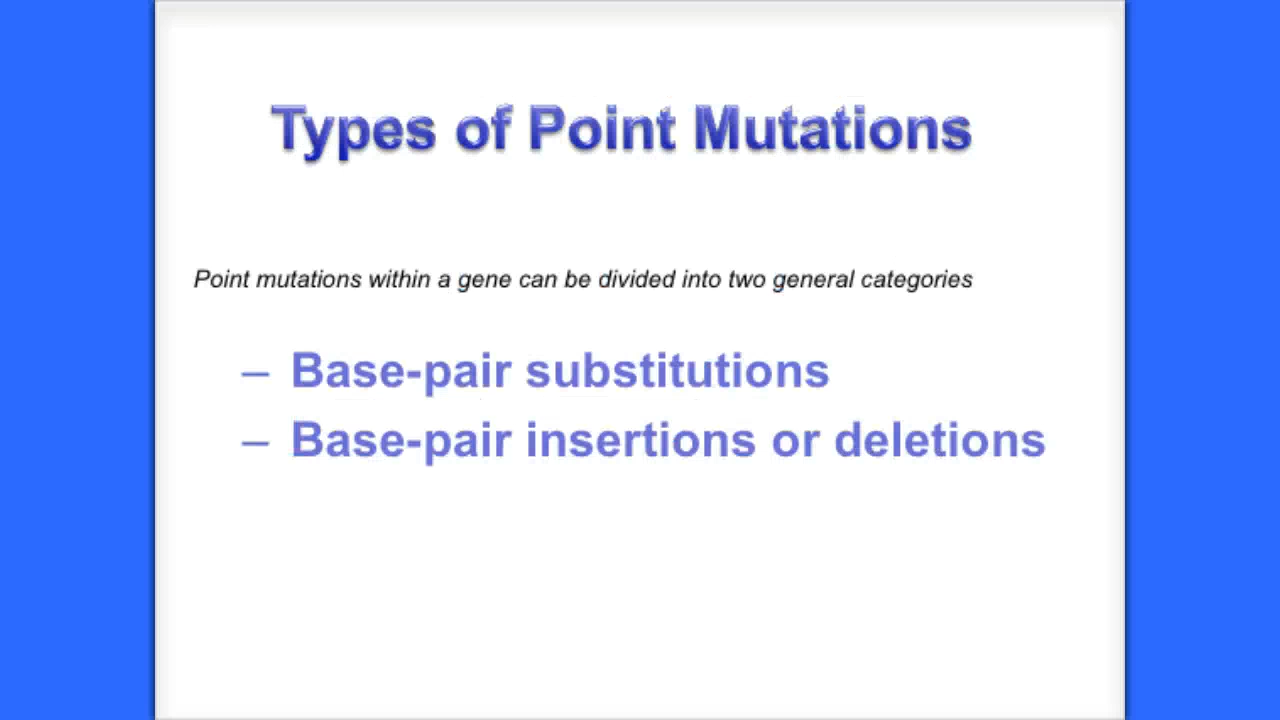 Types of Point Mutations
Point mutations within a gene can be divided into two general categories
– Base-pair substitutions
– Base-pair insertions or deletions